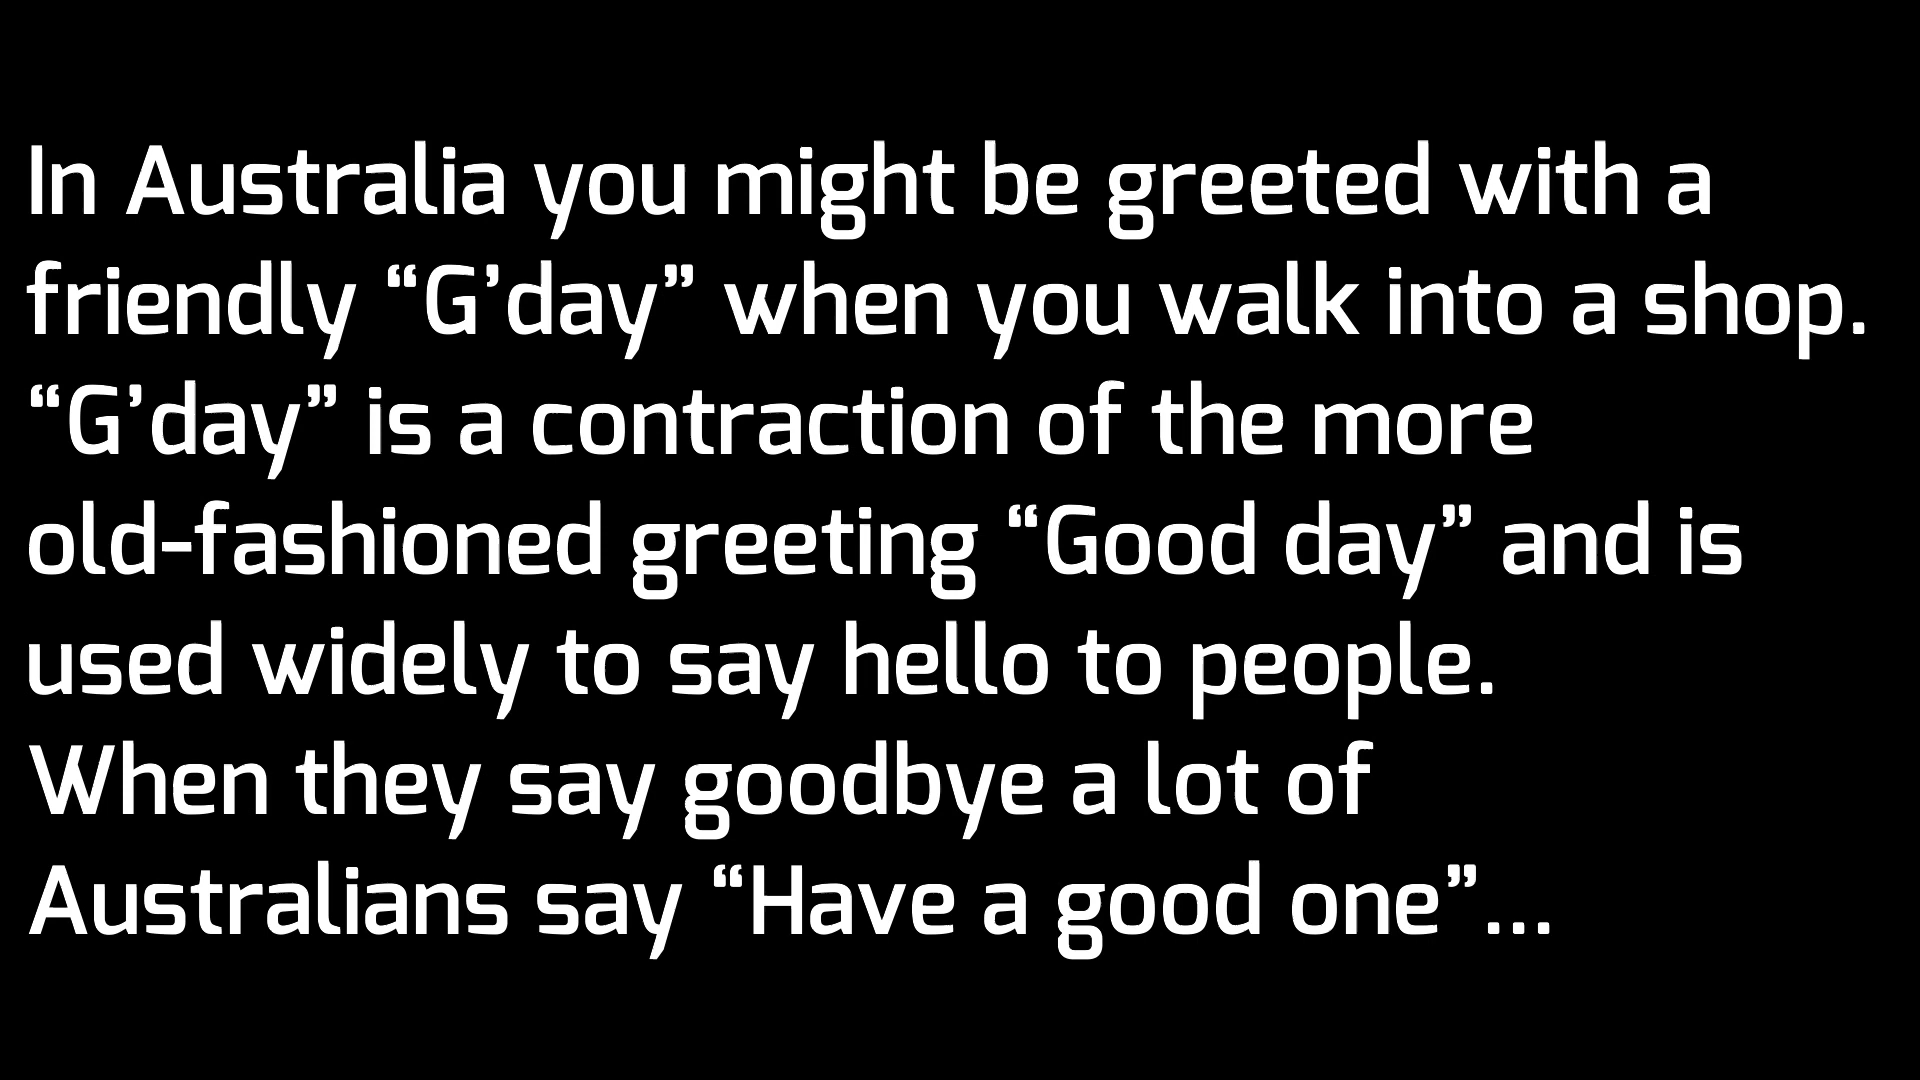 In Australia you might be greeted with a
friendly “G’day” when you walk into a shop.
“G’day” is a contraction of the more
old-fashioned greeting “Good day” and is
used widely to say hello to people.
When they say goodbye a lot of
Australians say “Have a good one”...